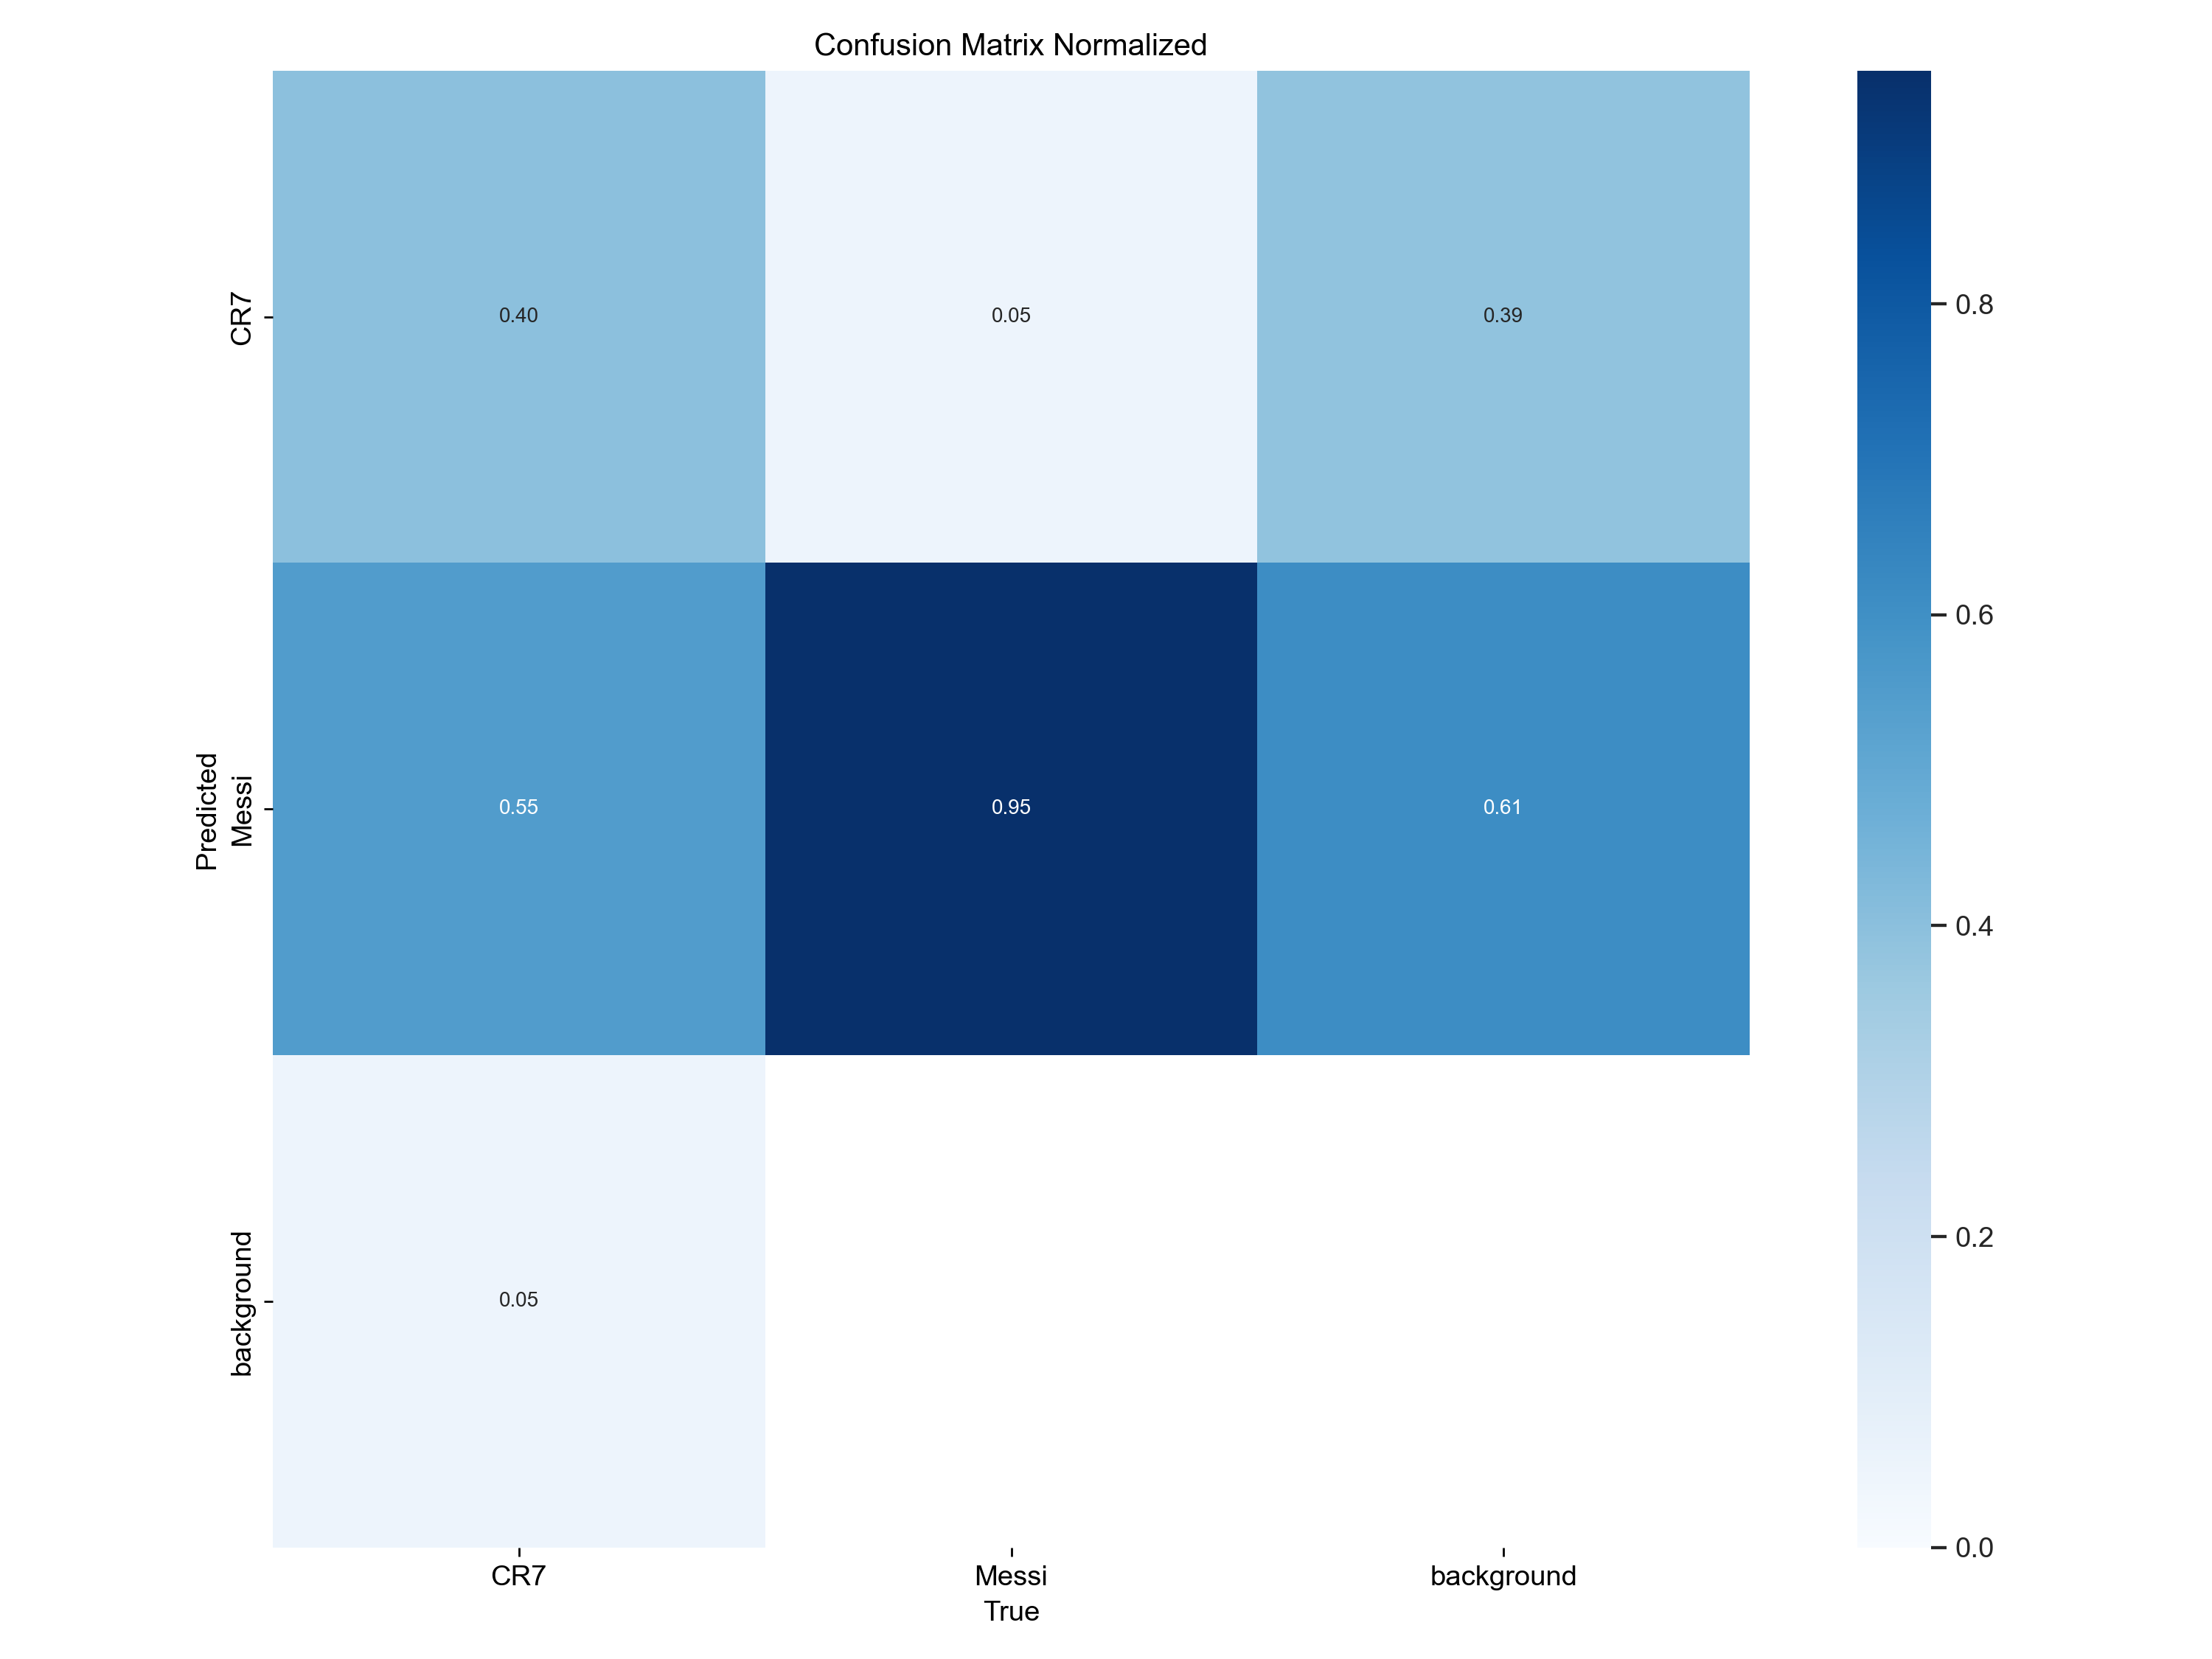 Confusion Matrix Normalized
CR7
0.40
0.05
0.39
0.8
0.6
Predicted
Messi
0.55
0.95
0.61
0.4
background
0.05
0.2
0.0
CR7
Messi
background
True